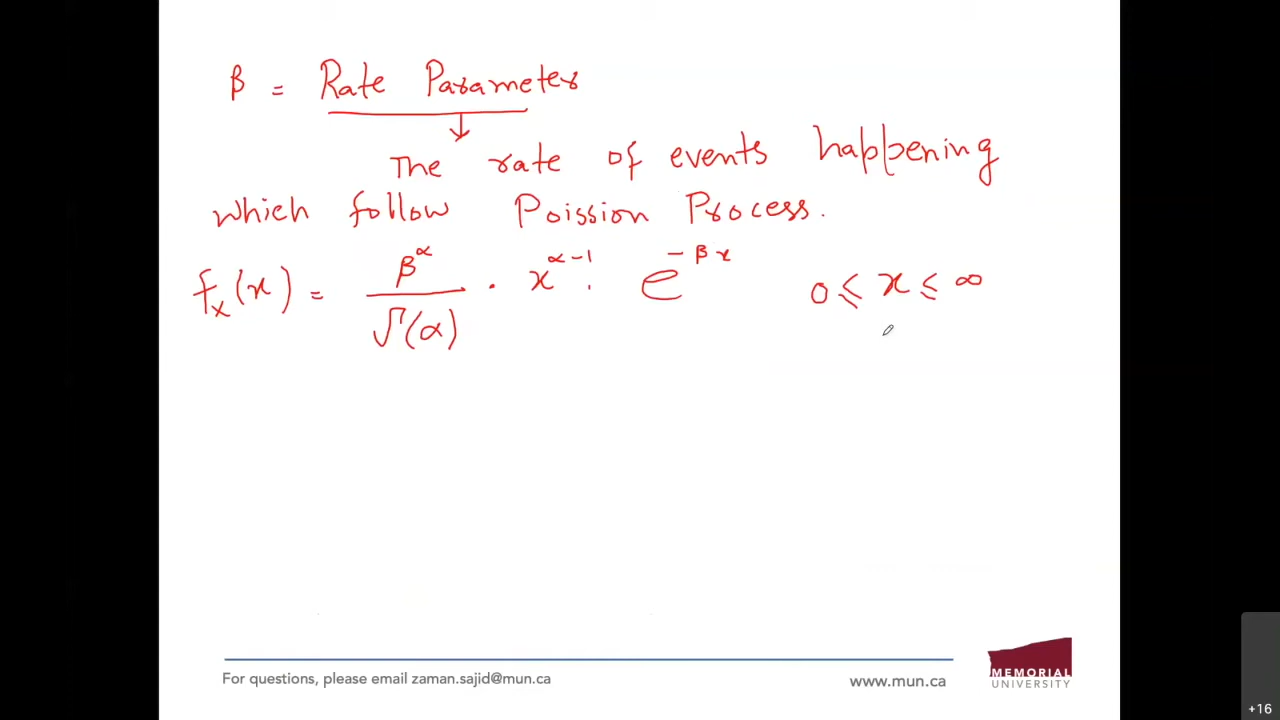 β = Rate Parameter
The rate of events happening
which follow Poission Process.
f_X(x) = β^α / Γ(α) · x^(α-1) · e^(-βx)    0 ≤ x ≤ ∞
For questions, please email zaman.sajid@mun.ca
www.mun.ca
MEMORIAL
UNIVERSITY
+16